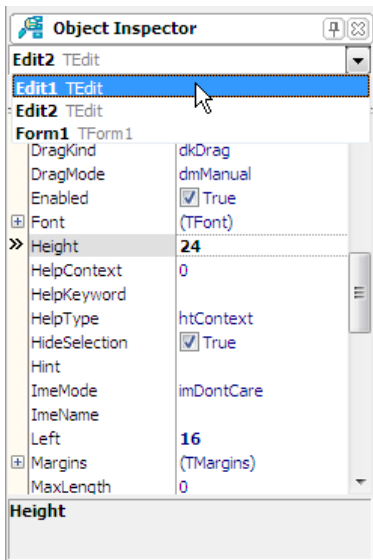 Object Inspector
Edit2 TEdit
Edit1 TEdit
Edit2 TEdit
Form1 TForm1
DragKind dkDrag
DragMode dmManual
Enabled True
Font (TFont)
Height 24
HelpContext 0
HelpKeyword
HelpType htContext
HideSelection True
Hint
ImeMode imDontCare
ImeName
Left 16
Margins (TMargins)
MaxLength 0
Height